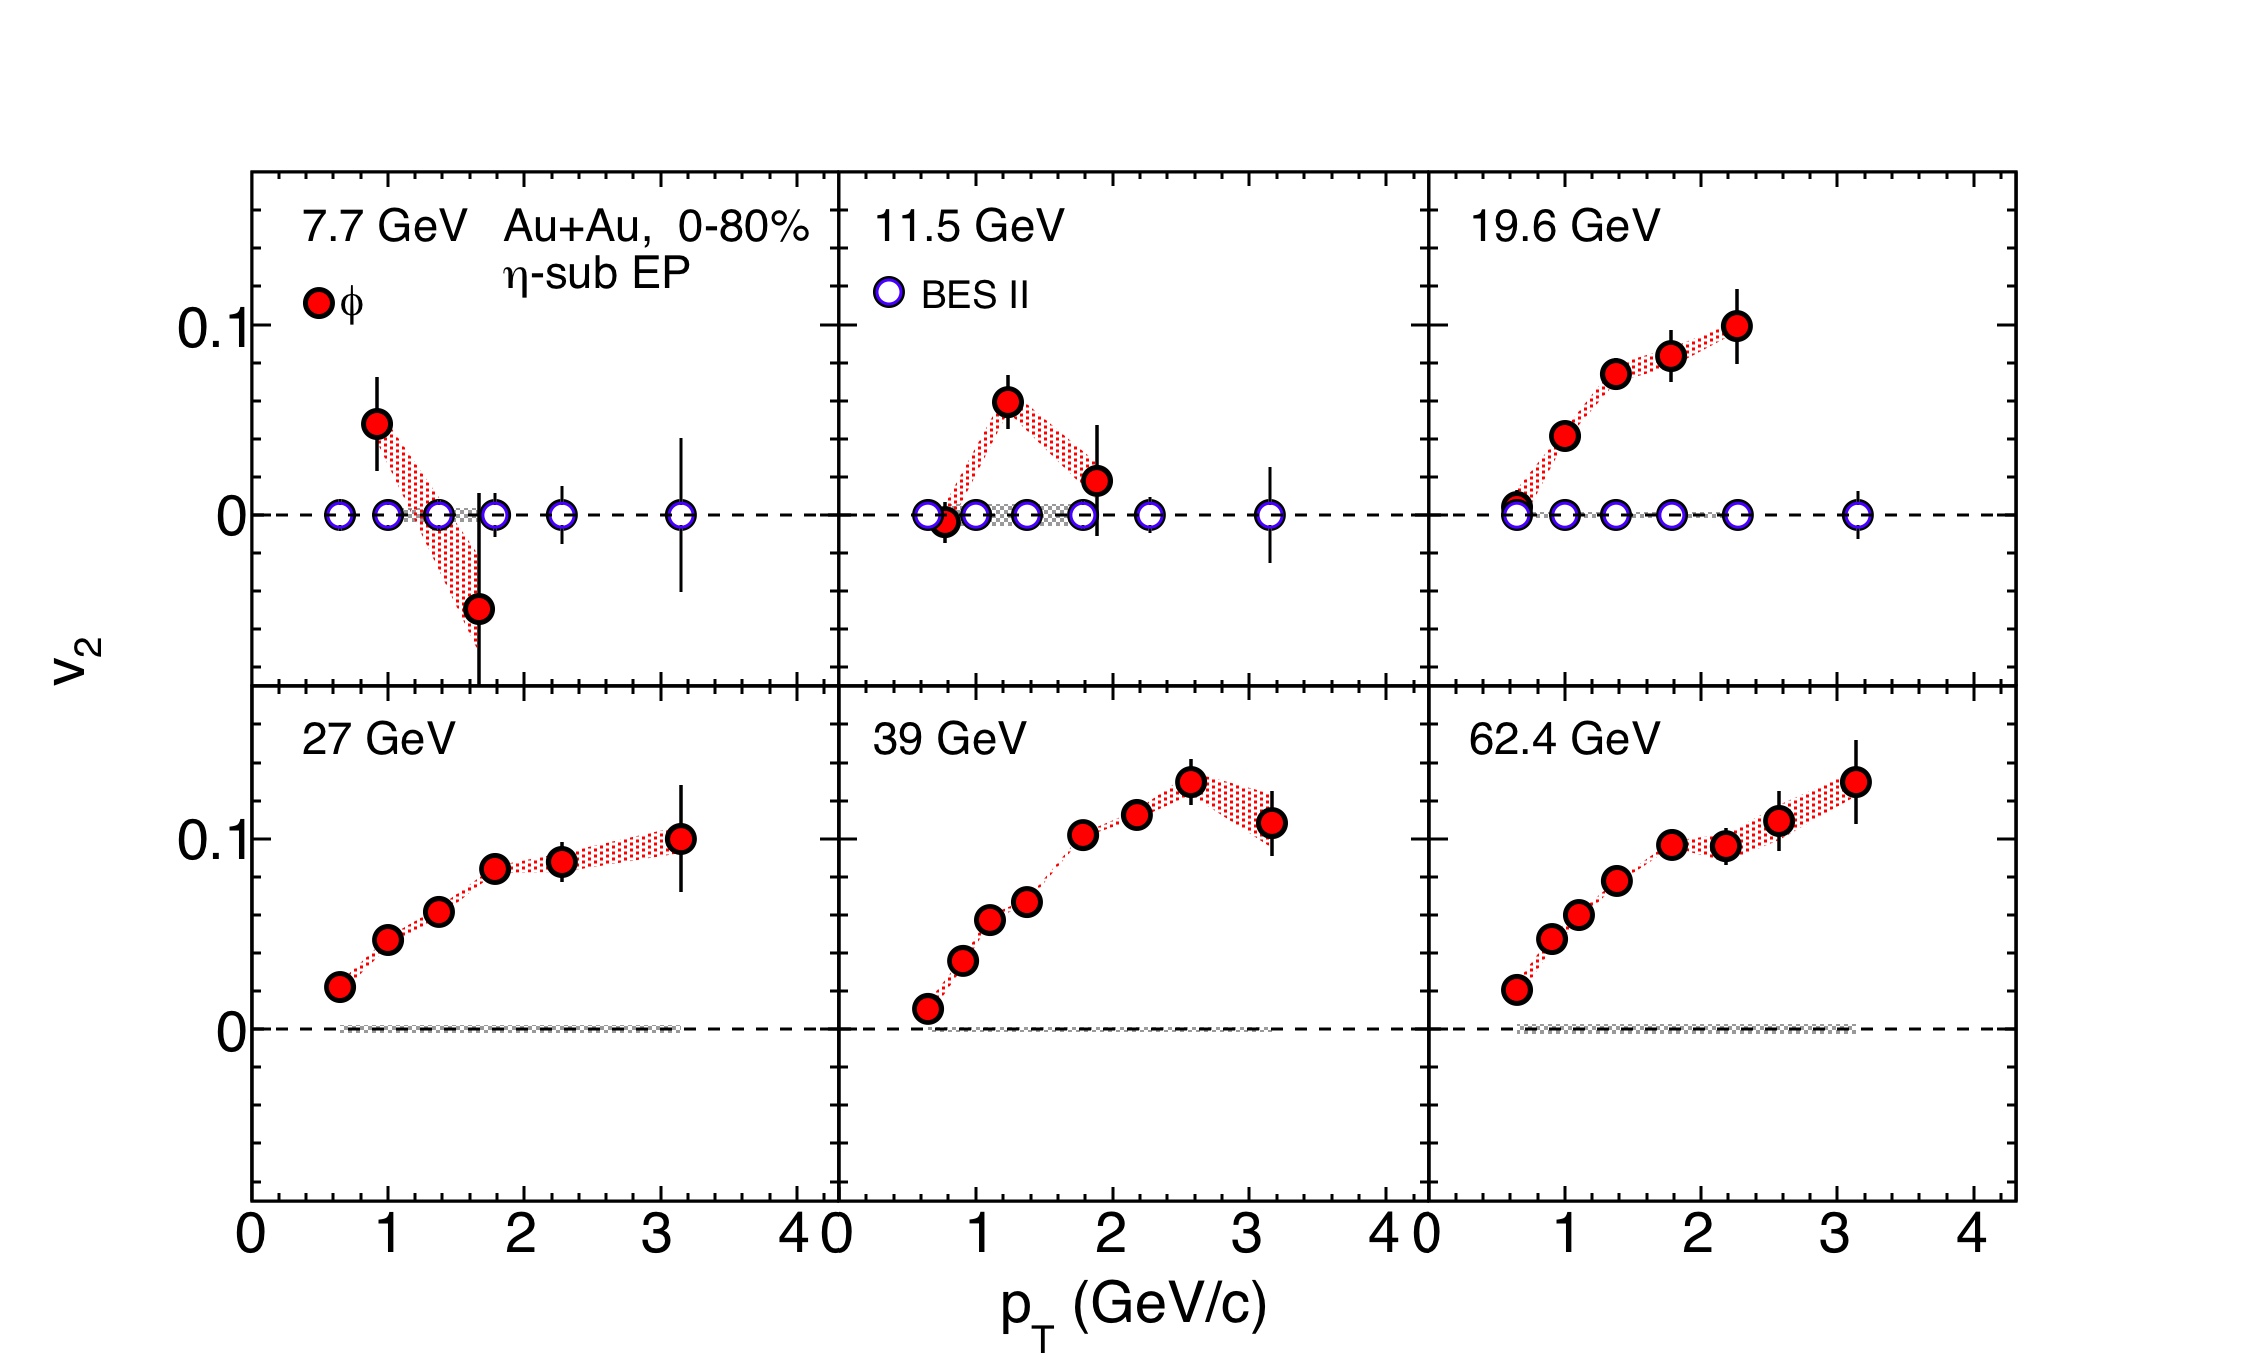 7.7 GeV Au+Au, 0-80%
η-sub EP
ϕ
11.5 GeV
BES II
19.6 GeV
0.1
0
v2
27 GeV
39 GeV
62.4 GeV
0.1
0
0 1 2 3 4 0 1 2 3 4 0 1 2 3 4
pT (GeV/c)